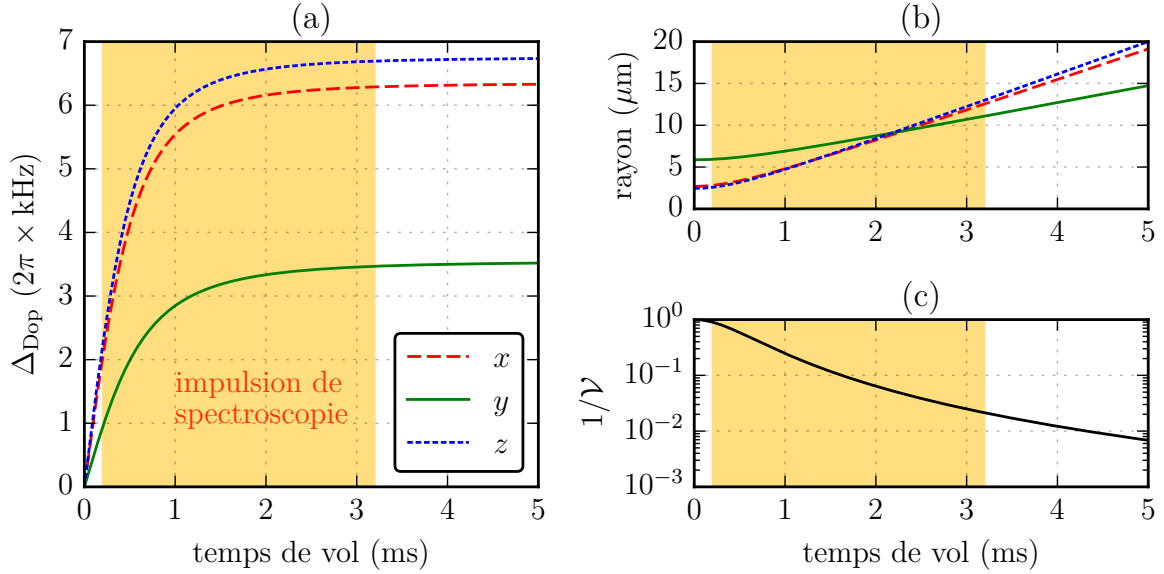 (a)
Δ_Dop (2π × kHz)
7
6
5
4
3
2
1
0
impulsion de
spectroscopie
x
y
z
0 1 2 3 4 5
temps de vol (ms)
(b)
rayon (μm)
20
15
10
5
0
0 1 2 3 4 5
(c)
1/𝒱
10⁰
10⁻¹
10⁻²
10⁻³
0 1 2 3 4 5
temps de vol (ms)